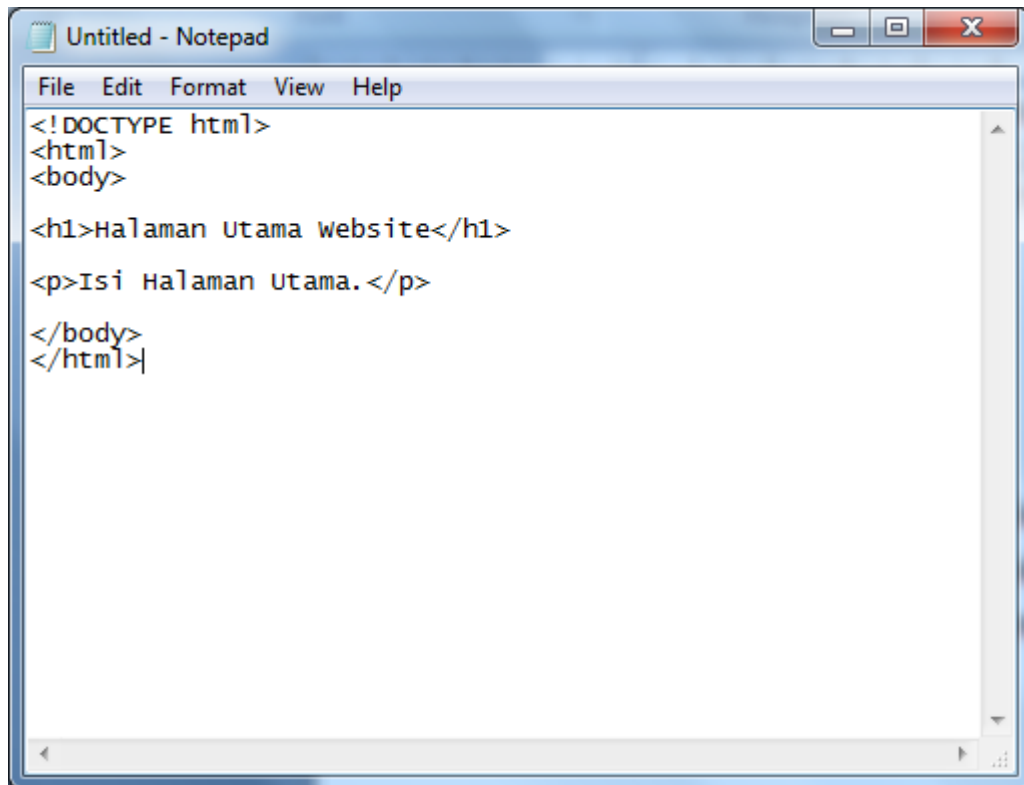 Untitled - Notepad
File Edit Format View Help
<!DOCTYPE html>
<html>
<body>
<h1>Halaman Utama Website</h1>
<p>Isi Halaman Utama.</p>
</body>
</html>